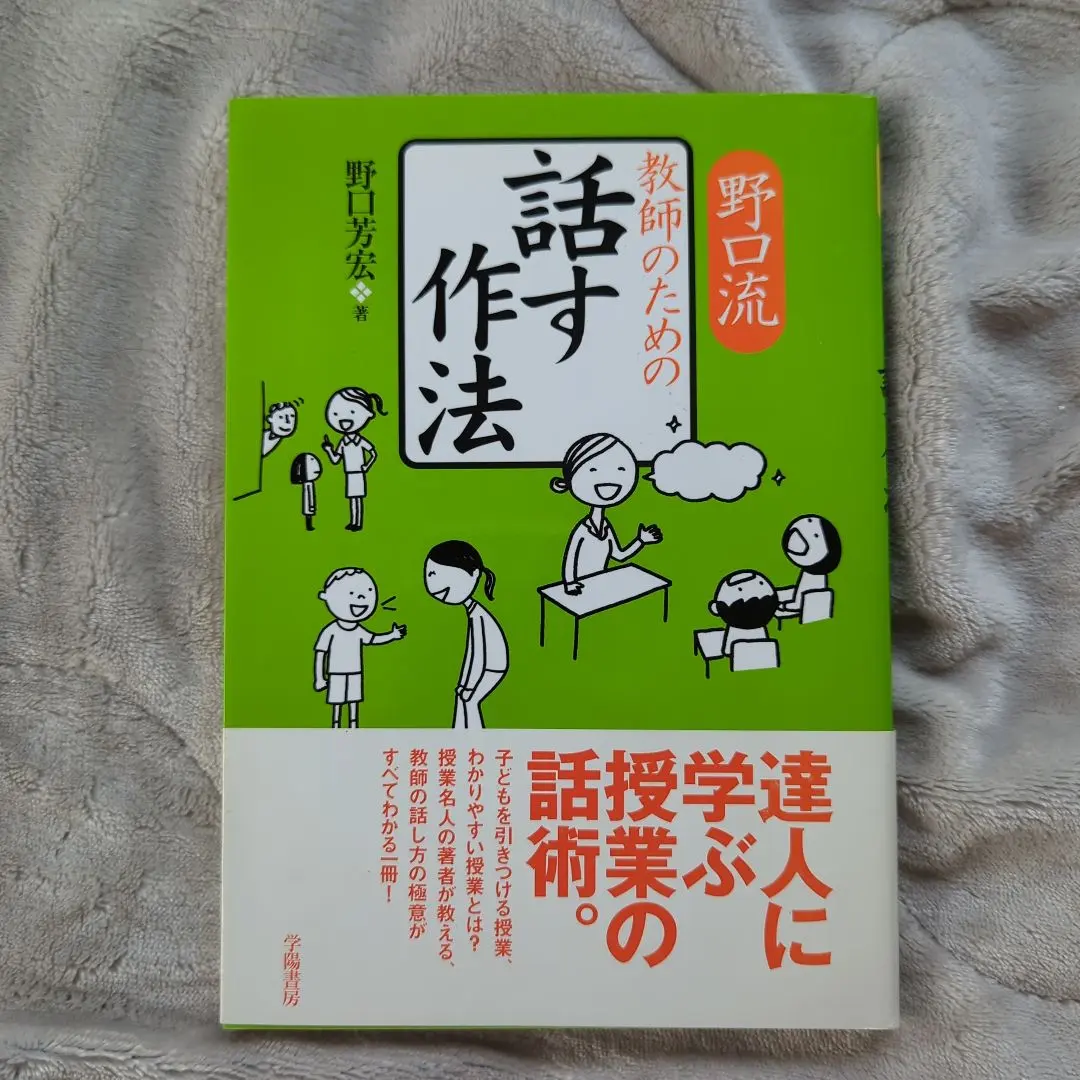 野口流
教師のための
話す
作法
野口芳宏 著
達人に
学ぶ
授業の
話術。
子どもを引きつける授業、
わかりやすい授業とは?
授業名人の著者が教える、
教師の話し方の極意が
すべてわかる一冊!
学陽書房